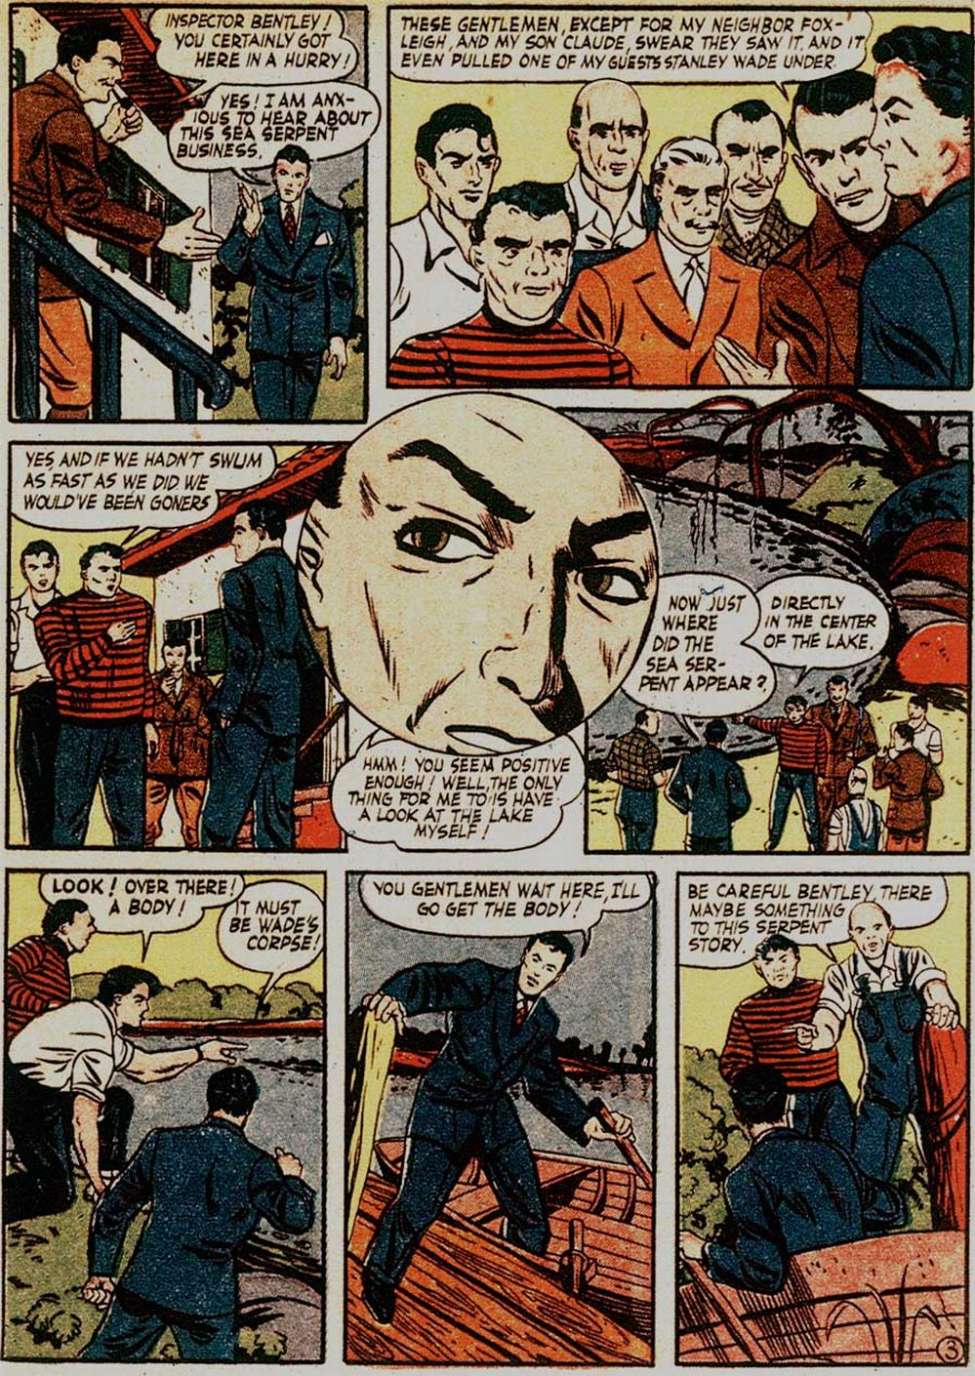 INSPECTOR BENTLEY!
YOU CERTAINLY GOT
HERE IN A HURRY!
YES! I AM ANX-
IOUS TO HEAR ABOUT
THIS SEA SERPENT
BUSINESS.
THESE GENTLEMEN, EXCEPT FOR MY NEIGHBOR FOX-
LEIGH, AND MY SON CLAUDE, SWEAR THEY SAW IT. AND IT
EVEN PULLED ONE OF MY GUESTS STANLEY WADE UNDER
YES, AND IF WE HADN'T SWUM
AS FAST AS WE DID WE
WOULD'VE BEEN GONERS
HMM! YOU SEEM POSITIVE
ENOUGH! WELL, THE ONLY
THING FOR ME TO IS HAVE
A LOOK AT THE LAKE
MYSELF!
NOW JUST
WHERE
DID THE
SEA SER-
PENT APPEAR?
DIRECTLY
IN THE CENTER
OF THE LAKE.
LOOK! OVER THERE!
A BODY!
IT MUST
BE WADE'S
CORPSE!
YOU GENTLEMEN WAIT HERE, I'LL
GO GET THE BODY!
BE CAREFUL BENTLEY, THERE
MAYBE SOMETHING
TO THIS SERPENT
STORY.
3